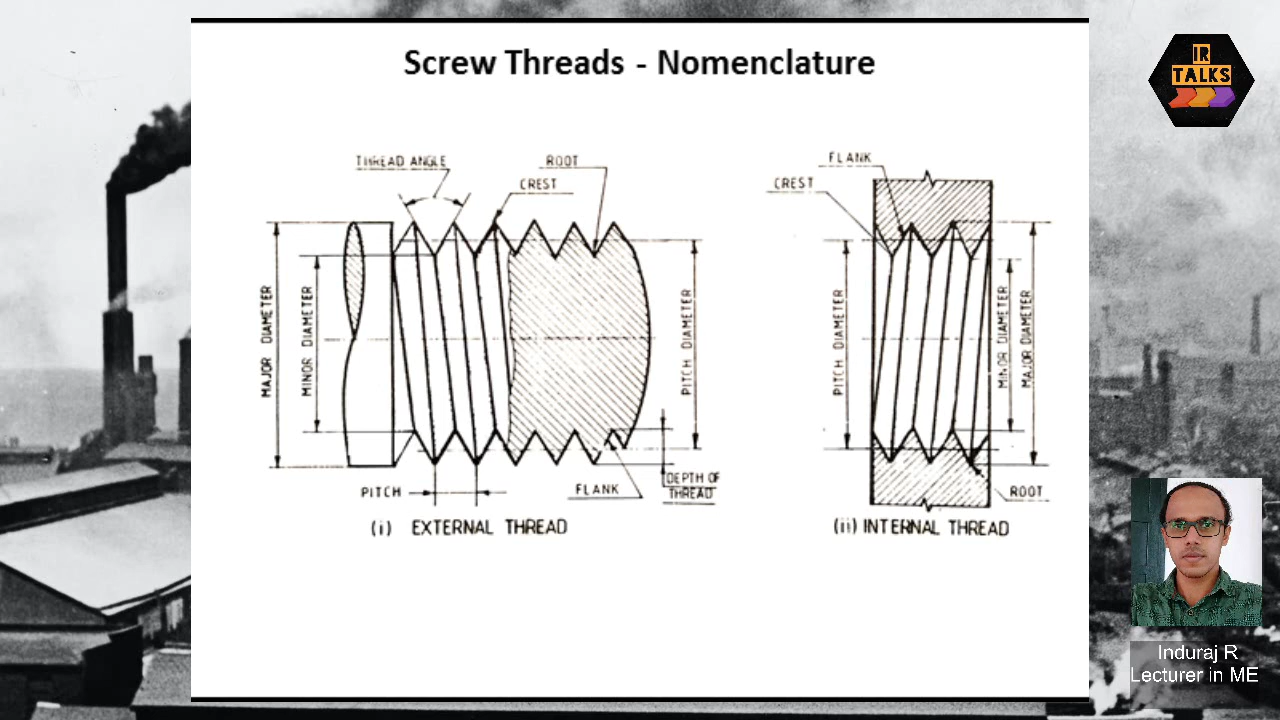 Screw Threads - Nomenclature
IR
TALKS
THREAD ANGLE
ROOT
CREST
MAJOR DIAMETER
MINOR DIAMETER
PITCH DIAMETER
PITCH
FLANK
DEPTH OF
THREAD
(i) EXTERNAL THREAD
FLANK
CREST
PITCH DIAMETER
MINOR DIAMETER
MAJOR DIAMETER
ROOT
(ii) INTERNAL THREAD
Induraj R
Lecturer in ME